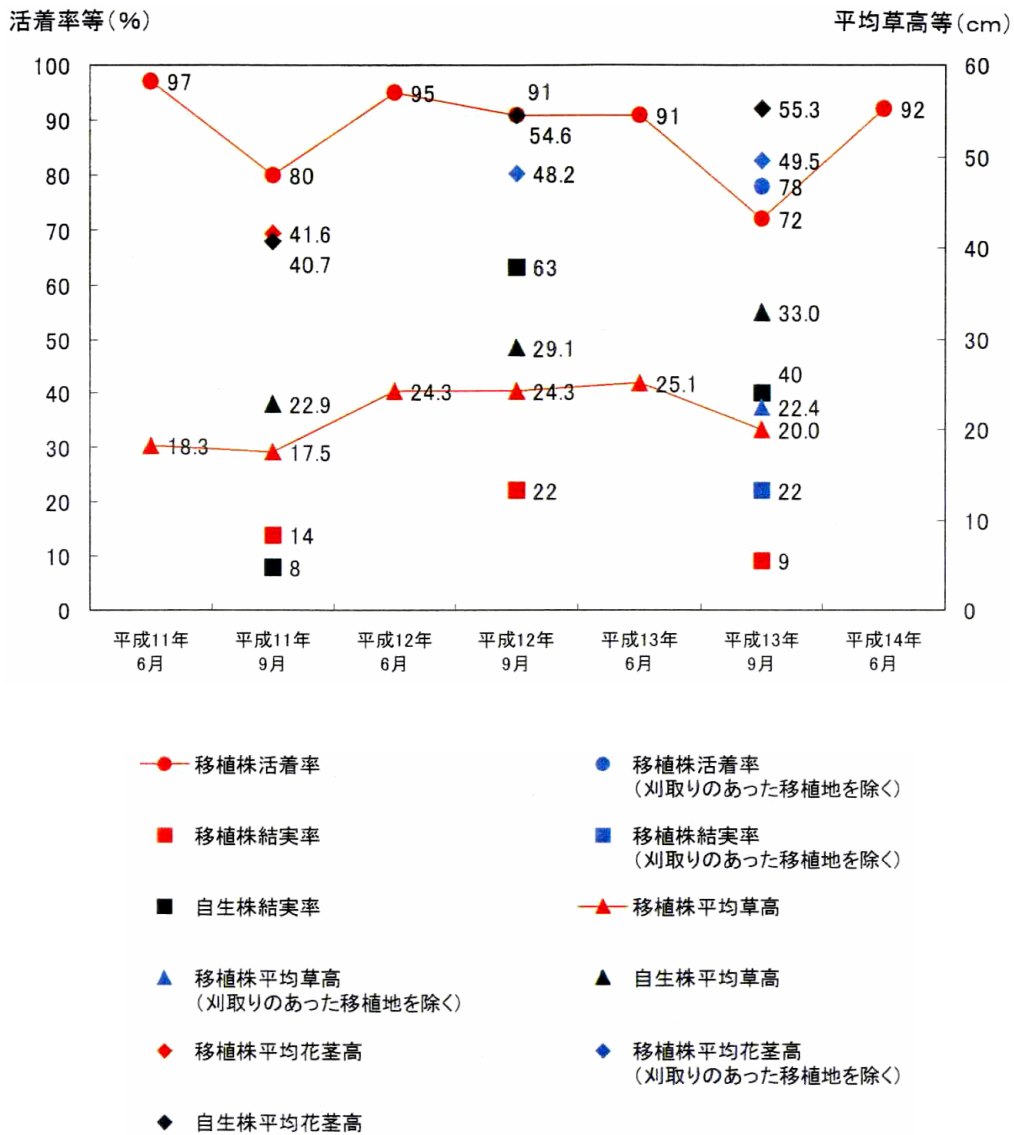 活着率等(%)
平均草高等(cm)
100
90
80
70
60
50
40
30
20
10
0
60
50
40
30
20
10
0
97
80
95
91
91
72
92
54.6
48.2
55.3
49.5
78
41.6
40.7
63
29.1
33.0
40
22.4
20.0
22.9
18.3
17.5
24.3
24.3
25.1
14
8
22
22
9
平成11年
6月
平成11年
9月
平成12年
6月
平成12年
9月
平成13年
6月
平成13年
9月
平成14年
6月
移植株活着率
移植株活着率
(刈取りのあった移植地を除く)
移植株結実率
移植株結実率
(刈取りのあった移植地を除く)
自生株結実率
移植株平均草高
移植株平均草高
(刈取りのあった移植地を除く)
自生株平均草高
移植株平均花茎高
移植株平均花茎高
(刈取りのあった移植地を除く)
自生株平均花茎高